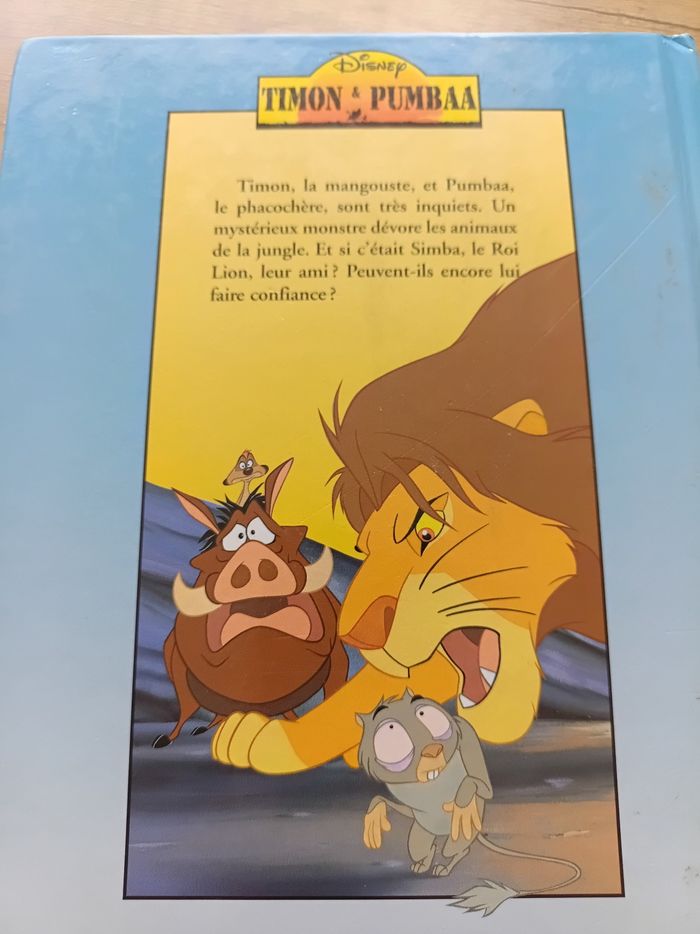 Disney
TIMON & PUMBAA
Timon, la mangouste, et Pumbaa,
le phacochère, sont très inquiets. Un
mystérieux monstre dévore les animaux
de la jungle. Et si c'était Simba, le Roi
Lion, leur ami ? Peuvent-ils encore lui
faire confiance ?